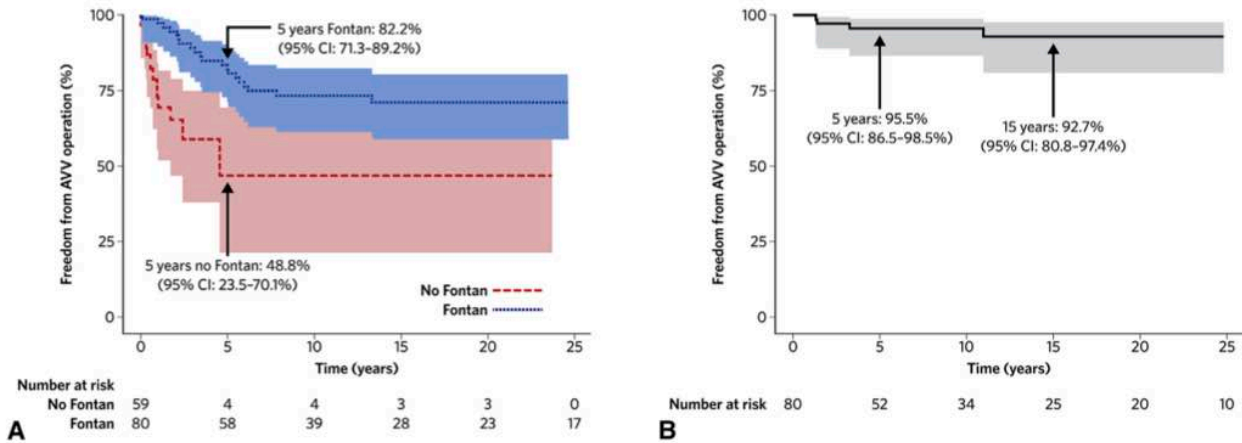 Freedom from AVV operation (%)
100
75
50
25
0
5 years Fontan: 82.2%
(95% CI: 71.3–89.2%)
5 years no Fontan: 48.8%
(95% CI: 23.5–70.1%)
No Fontan
Fontan
0 5 10 15 20 25
Time (years)
Number at risk
No Fontan 59 4 4 3 3 0
Fontan 80 58 39 28 23 17
A
Freedom from AVV operation (%)
100
75
50
25
0
5 years: 95.5%
(95% CI: 86.5–98.5%)
15 years: 92.7%
(95% CI: 80.8–97.4%)
0 5 10 15 20 25
Time (years)
Number at risk 80 52 34 25 20 10
B